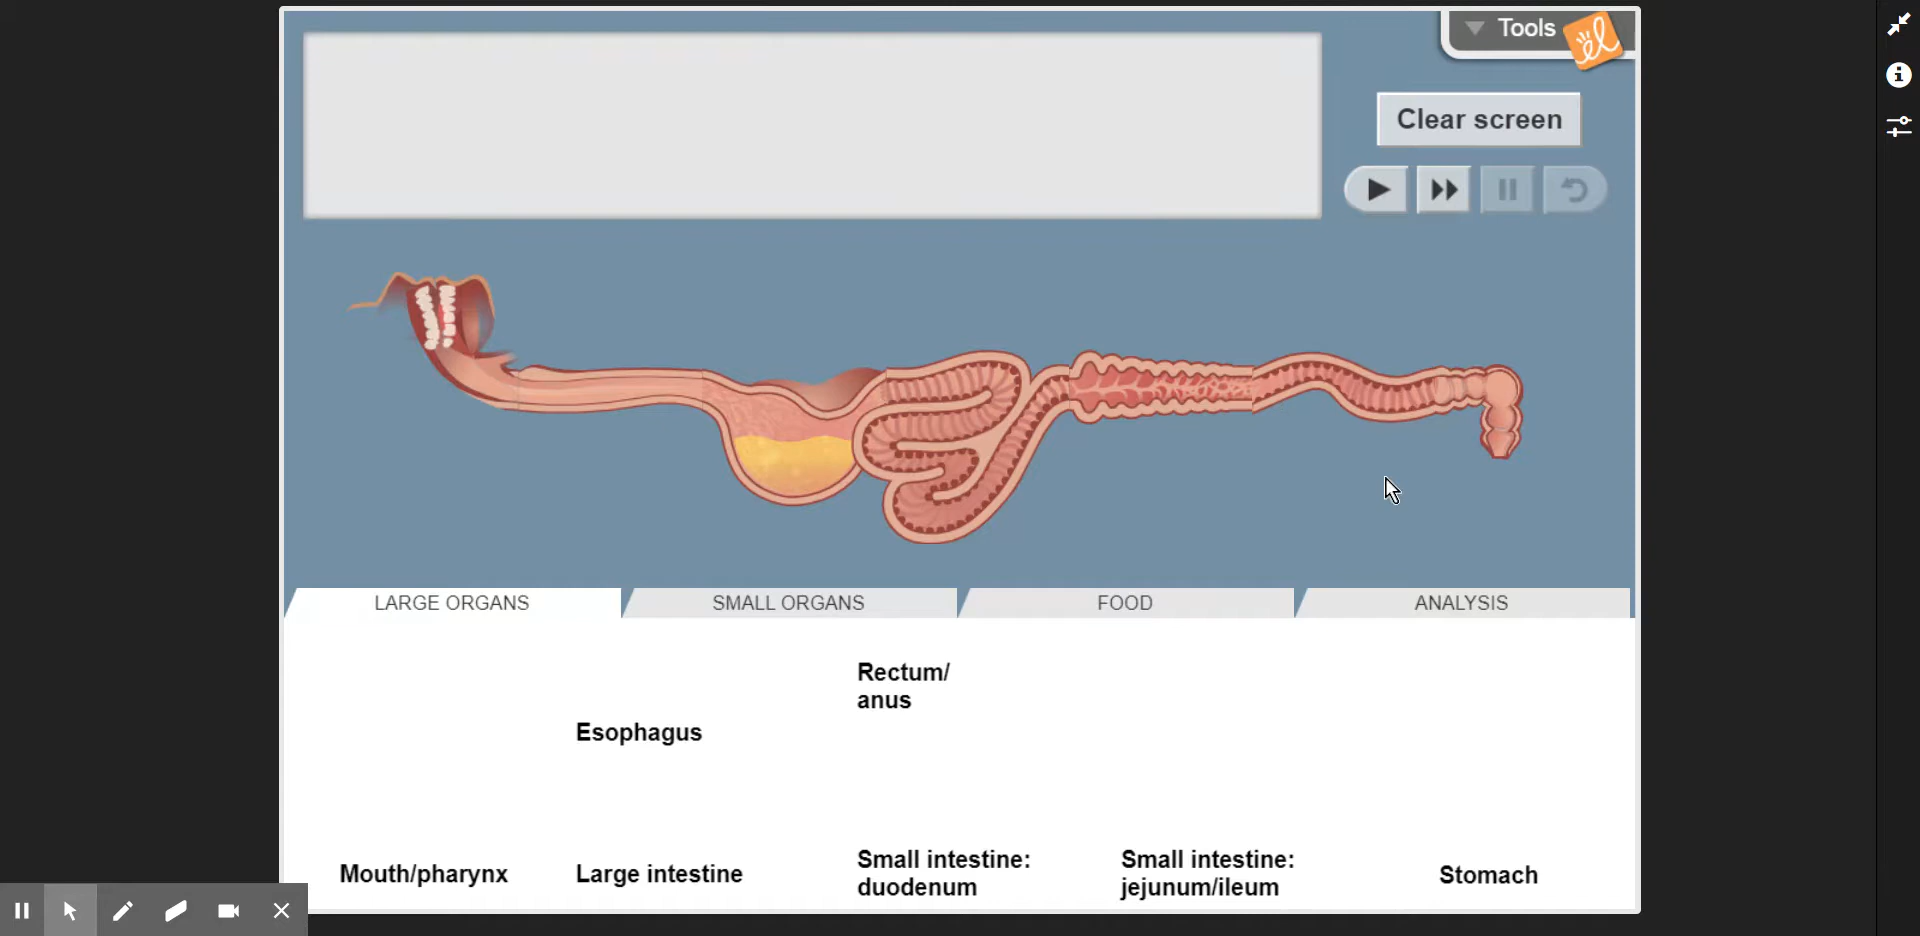 Tools
el
Clear screen
LARGE ORGANS
SMALL ORGANS
FOOD
ANALYSIS
Rectum/
anus
Esophagus
Mouth/pharynx
Large intestine
Small intestine:
duodenum
Small intestine:
jejunum/ileum
Stomach